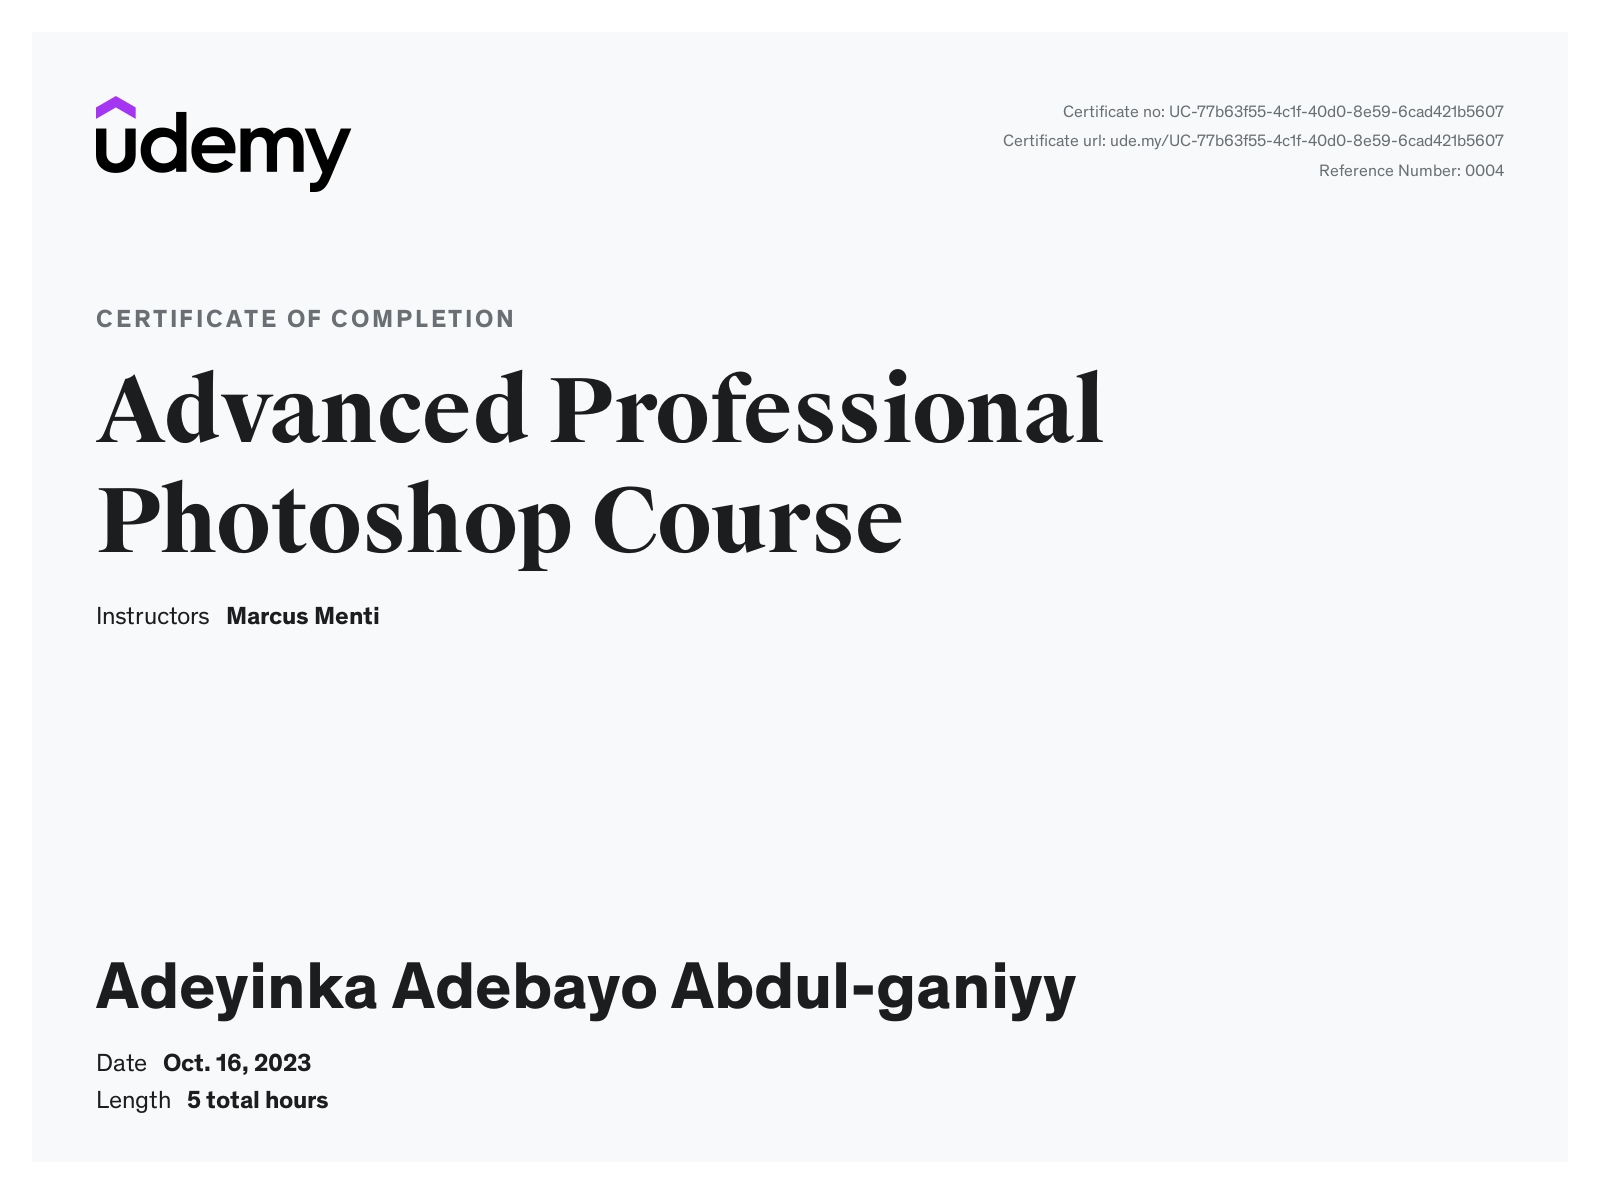 udemy
Certificate no: UC-77b63f55-4c1f-40d0-8e59-6cad421b5607
Certificate url: ude.my/UC-77b63f55-4c1f-40d0-8e59-6cad421b5607
Reference Number: 0004
CERTIFICATE OF COMPLETION
Advanced Professional
Photoshop Course
Instructors Marcus Menti
Adeyinka Adebayo Abdul-ganiyy
Date Oct. 16, 2023
Length 5 total hours